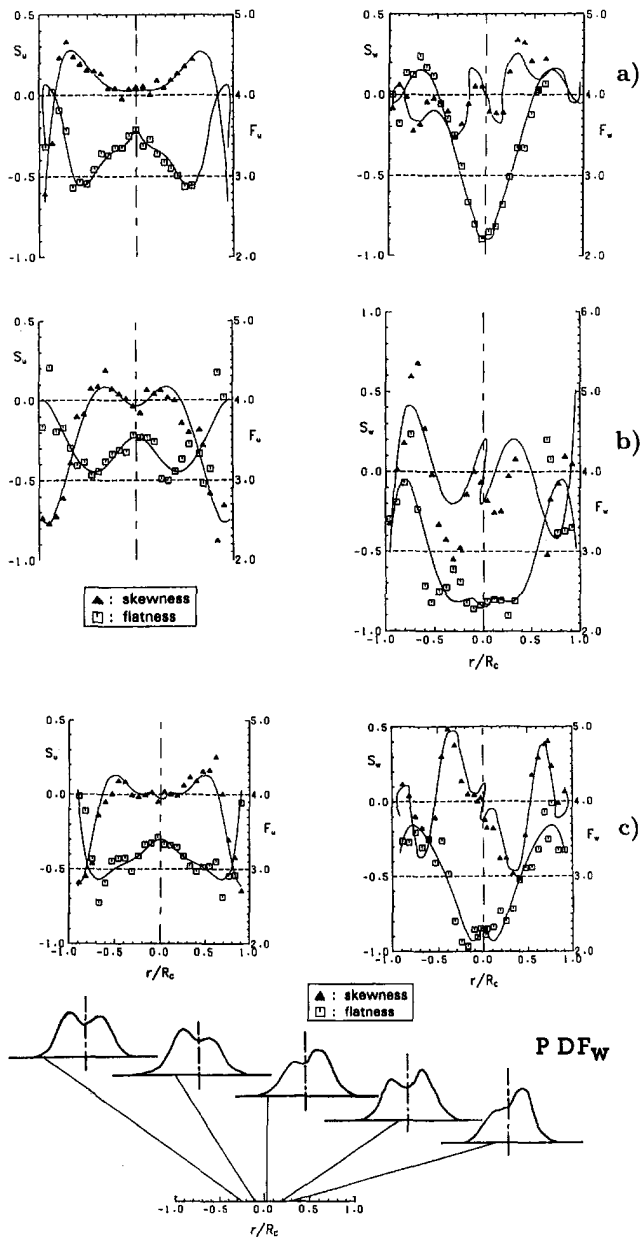 0.5 5.0 0.5 5.0
S_u S_w a)
0.0 4.0 0.0 4.0
F_u F_w
-0.5 3.0 -0.5 3.0
-1.0 2.0 -1.0 2.0
0.5 5.0 1.0 6.0
S_u 0.5 5.0
0.0 4.0 S_w b)
F_u 0.0 4.0
-0.5 3.0 F_w
-0.5 3.0
-1.0 2.0 -1.0 2.0
▲ : skewness -1.0 -0.5 0.0 0.5 1.0
□ : flatness r/R_c
0.5 5.0 0.5 5.0
S_u S_w
0.0 4.0 0.0 4.0
F_u F_w c)
-0.5 3.0 -0.5 3.0
-1.0 2.0 -1.0 2.0
-1.0 -0.5 0.0 0.5 1.0 -1.0 -0.5 0.0 0.5 1.0
r/R_c r/R_c
▲ : skewness
□ : flatness
P DF_W
-1.0 -0.5 0.0 0.5 1.0
r/R_c